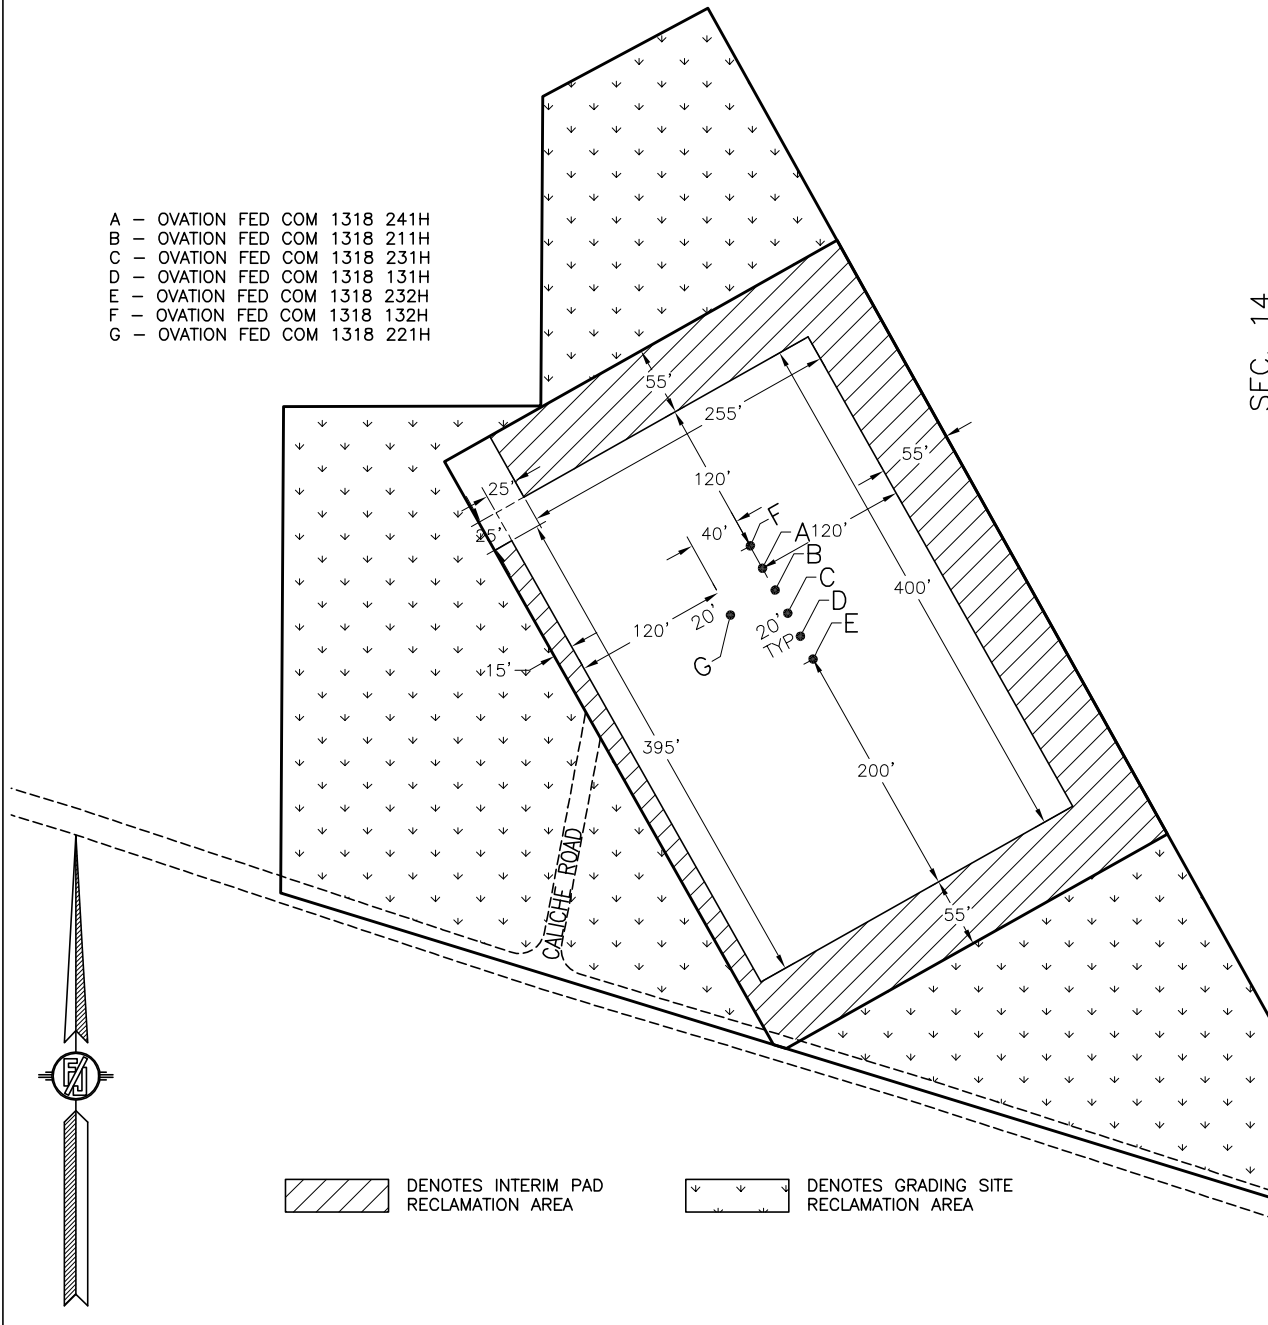 A – OVATION FED COM 1318 241H
B – OVATION FED COM 1318 211H
C – OVATION FED COM 1318 231H
D – OVATION FED COM 1318 131H
E – OVATION FED COM 1318 232H
F – OVATION FED COM 1318 132H
G – OVATION FED COM 1318 221H
SEC. 14
55'
255'
55'
120'
25'
25'
40'
F
A
120'
B
C
400'
20'
20'
TYP
D
E
120'
G
15'
395'
200'
CALICHE ROAD
55'
DENOTES INTERIM PAD
RECLAMATION AREA
DENOTES GRADING SITE
RECLAMATION AREA